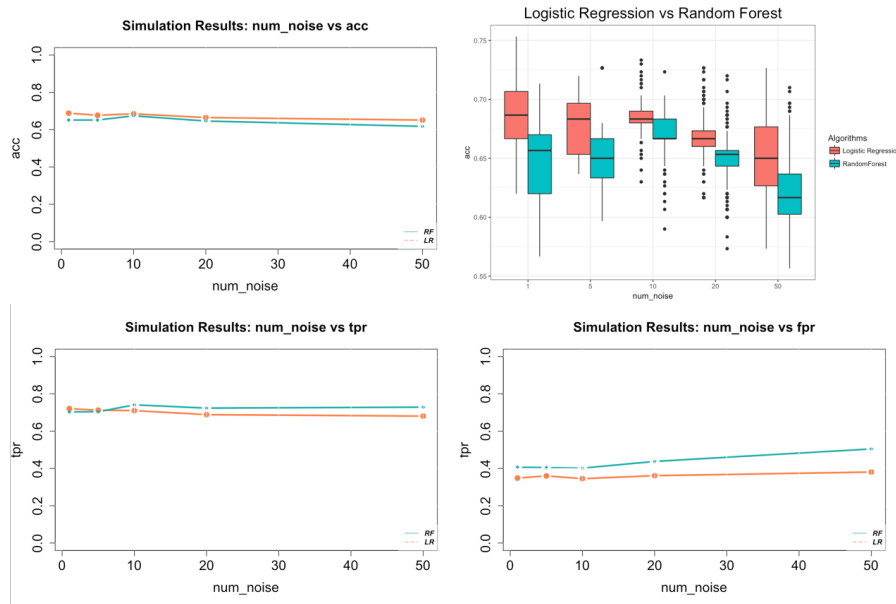 Simulation Results: num_noise vs acc
acc
1.0
0.8
0.6
0.4
0.2
0.0
0 10 20 30 40 50
num_noise
RF
LR
Logistic Regression vs Random Forest
acc
0.75
0.70
0.65
0.60
0.55
1 5 10 20 50
num_noise
Algorithms
Logistic Regressio
RandomForest
Simulation Results: num_noise vs tpr
tpr
1.0
0.8
0.6
0.4
0.2
0.0
0 10 20 30 40 50
num_noise
RF
LR
Simulation Results: num_noise vs fpr
fpr
1.0
0.8
0.6
0.4
0.2
0.0
0 10 20 30 40 50
num_noise
RF
LR